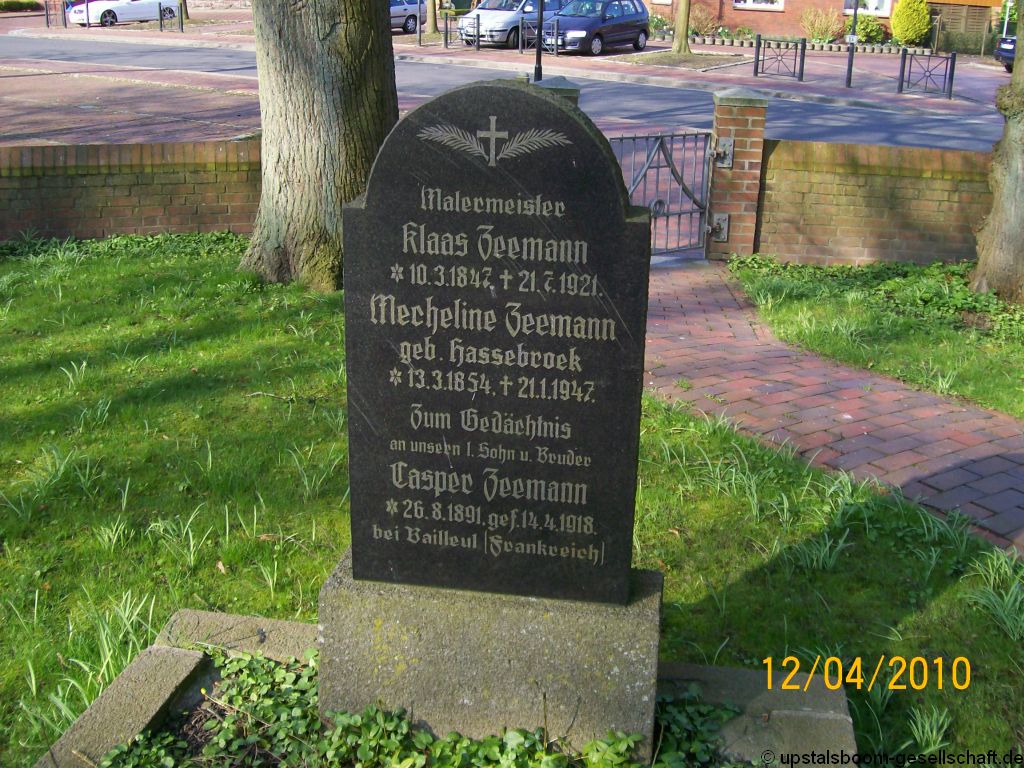 Malermeister
Klaas Zeemann
* 10.3.1847. † 21.7.1921.
Mecheline Zeemann
geb. Hassebroek
* 13.3.1854. † 21.1.1947.
Zum Gedächtnis
an unsern l. Sohn u. Bruder
Casper Zeemann
* 26.8.1891. gef. 14.4.1918.
bei Bailleul (Frankreich)
12/04/2010
© upstalsboom-gesellschaft.de